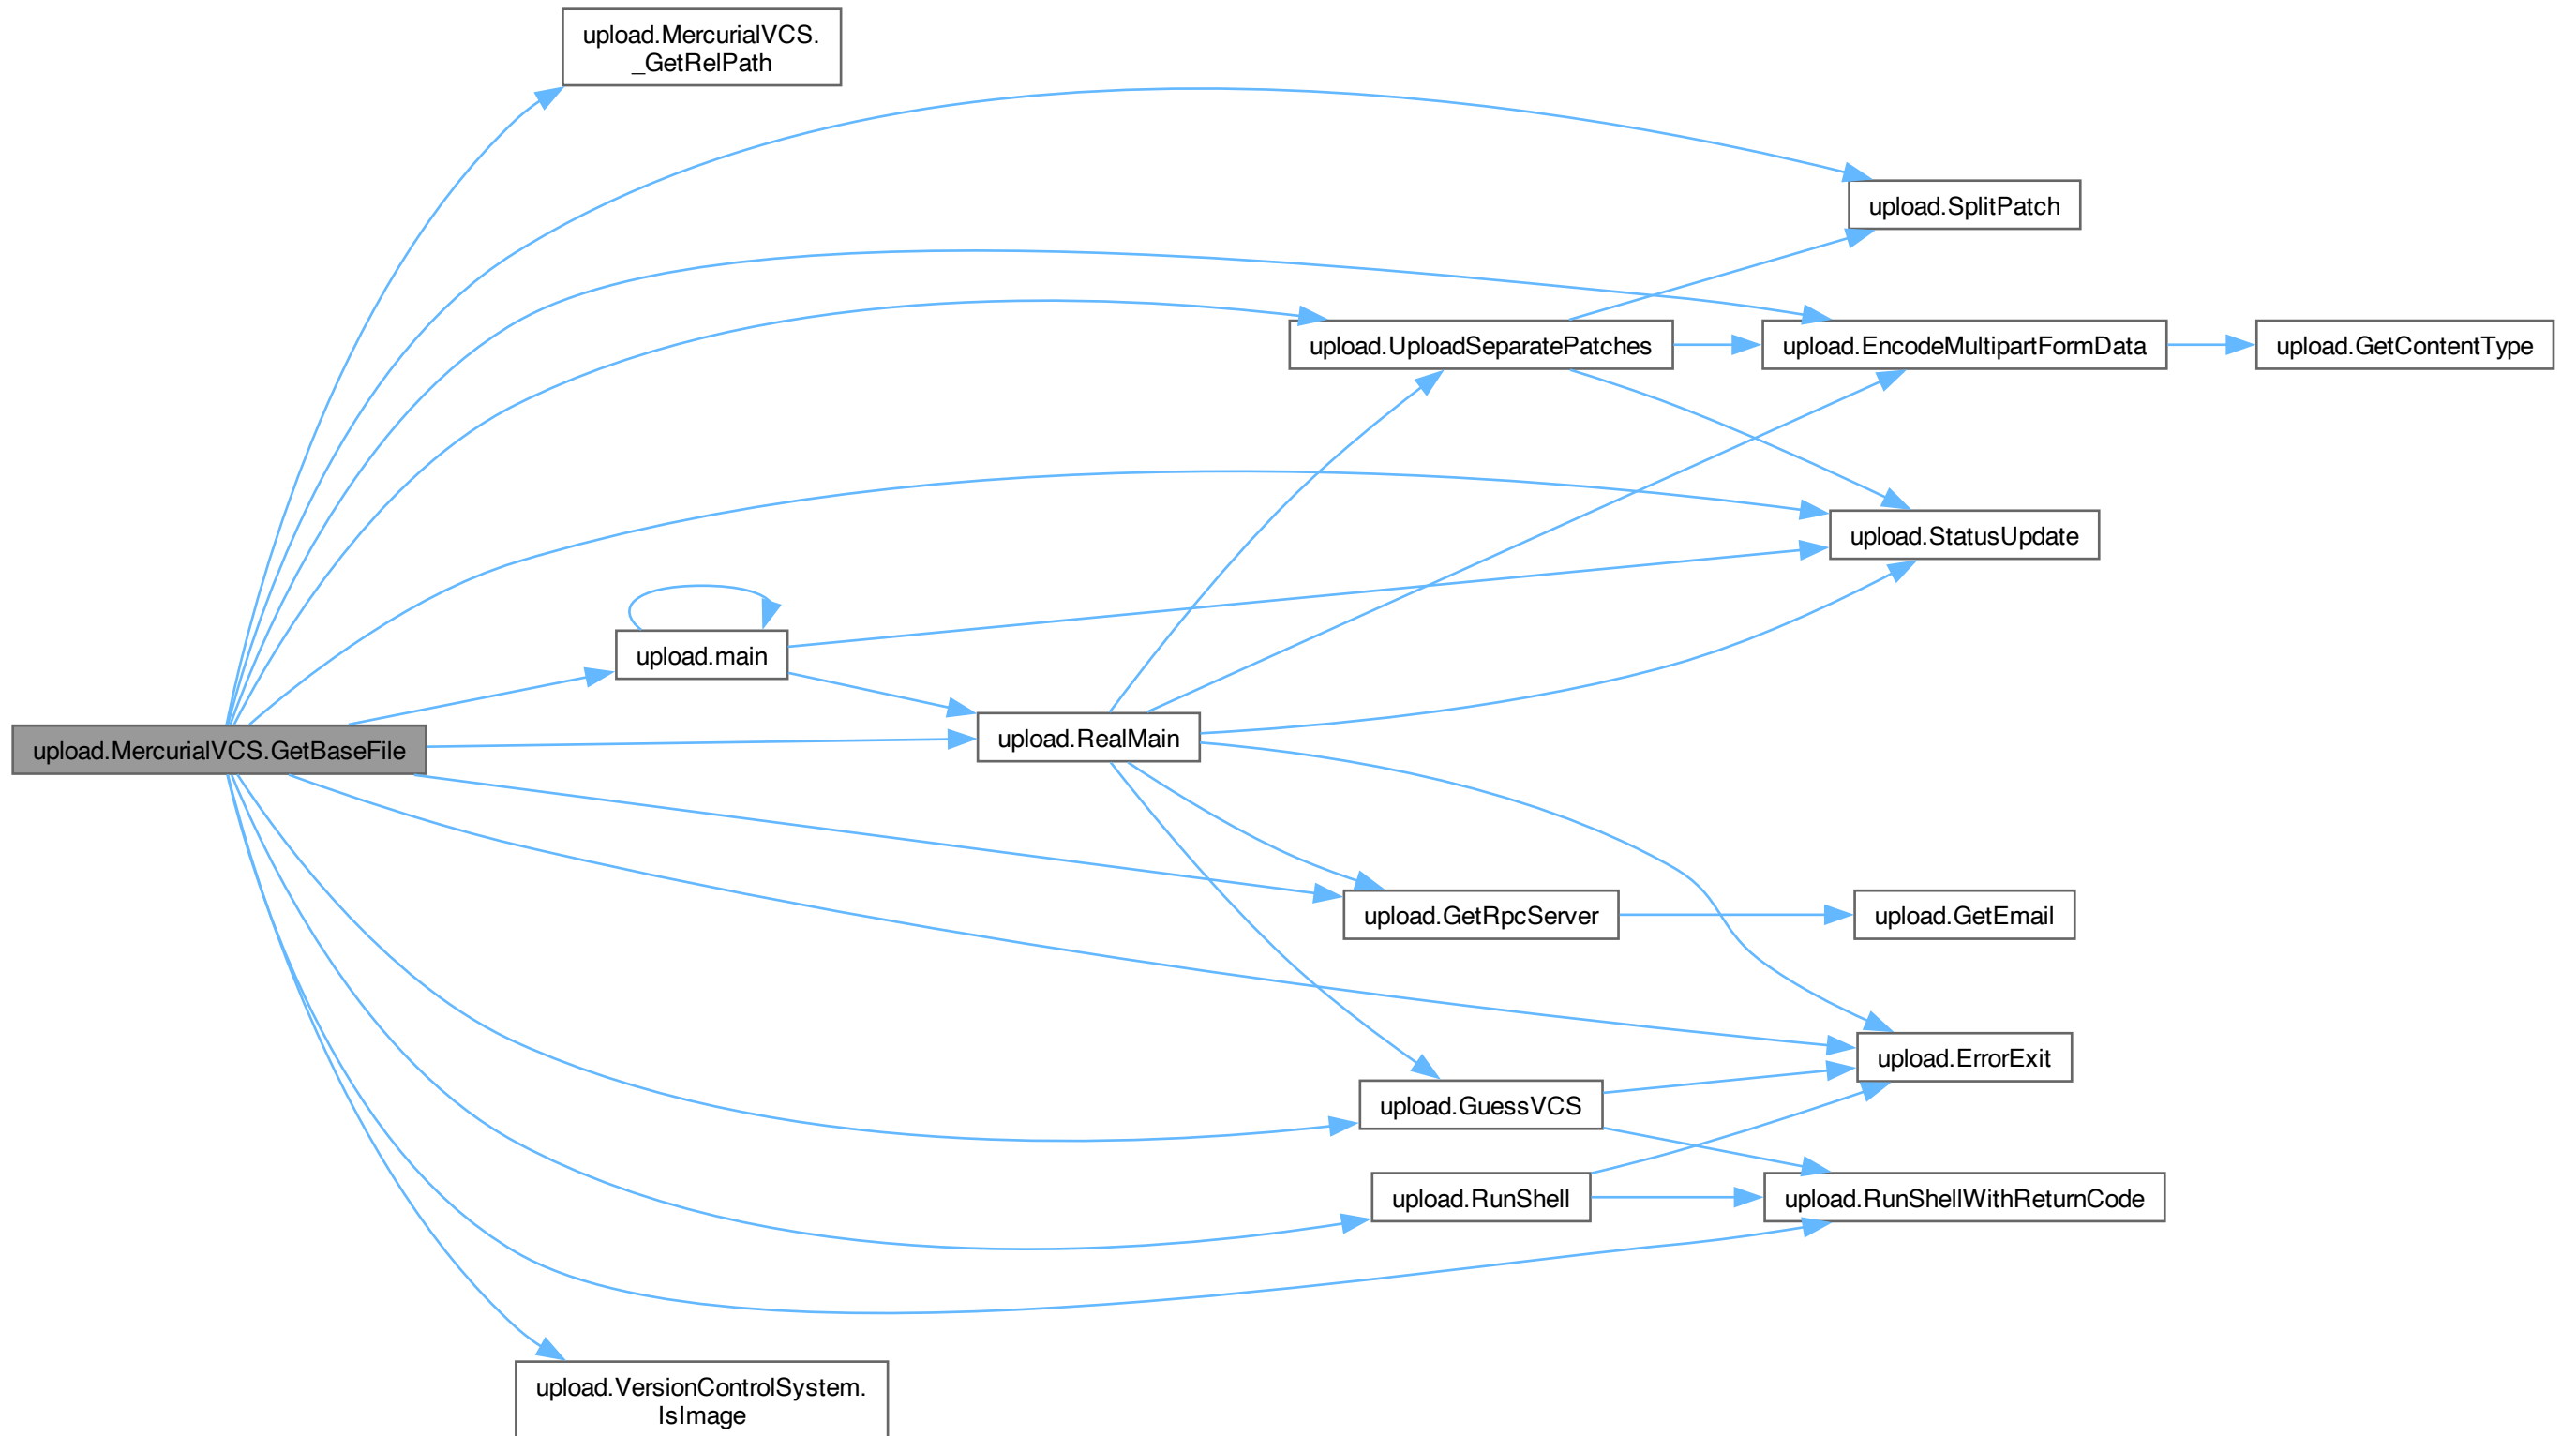 upload.MercurialVCS.
_GetRelPath
upload.SplitPatch
upload.UploadSeparatePatches
upload.EncodeMultipartFormData
upload.GetContentType
upload.StatusUpdate
upload.main
upload.MercurialVCS.GetBaseFile
upload.RealMain
upload.GetRpcServer
upload.GetEmail
upload.ErrorExit
upload.GuessVCS
upload.RunShell
upload.RunShellWithReturnCode
upload.VersionControlSystem.
IsImage